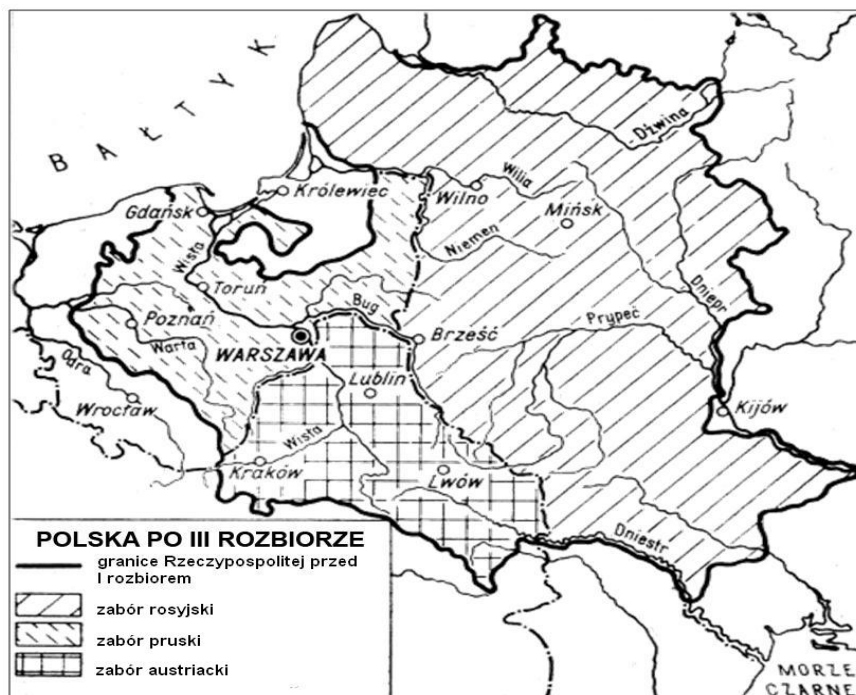 BAŁTYK
Dźwina
Królewiec
Wilia
Wilno
Gdańsk
Mińsk
Niemen
Wisła
Toruń
Dniepr
Bug
Prypeć
Poznań
Brześć
WARSZAWA
Warta
Odra
Lublin
Wrocław
Kijów
Wisła
Kraków
Lwów
Dniestr
POLSKA PO III ROZBIORZE
granice Rzeczypospolitej przed
I rozbiorem
zabór rosyjski
zabór pruski
zabór austriacki
MORZE
CZARNE